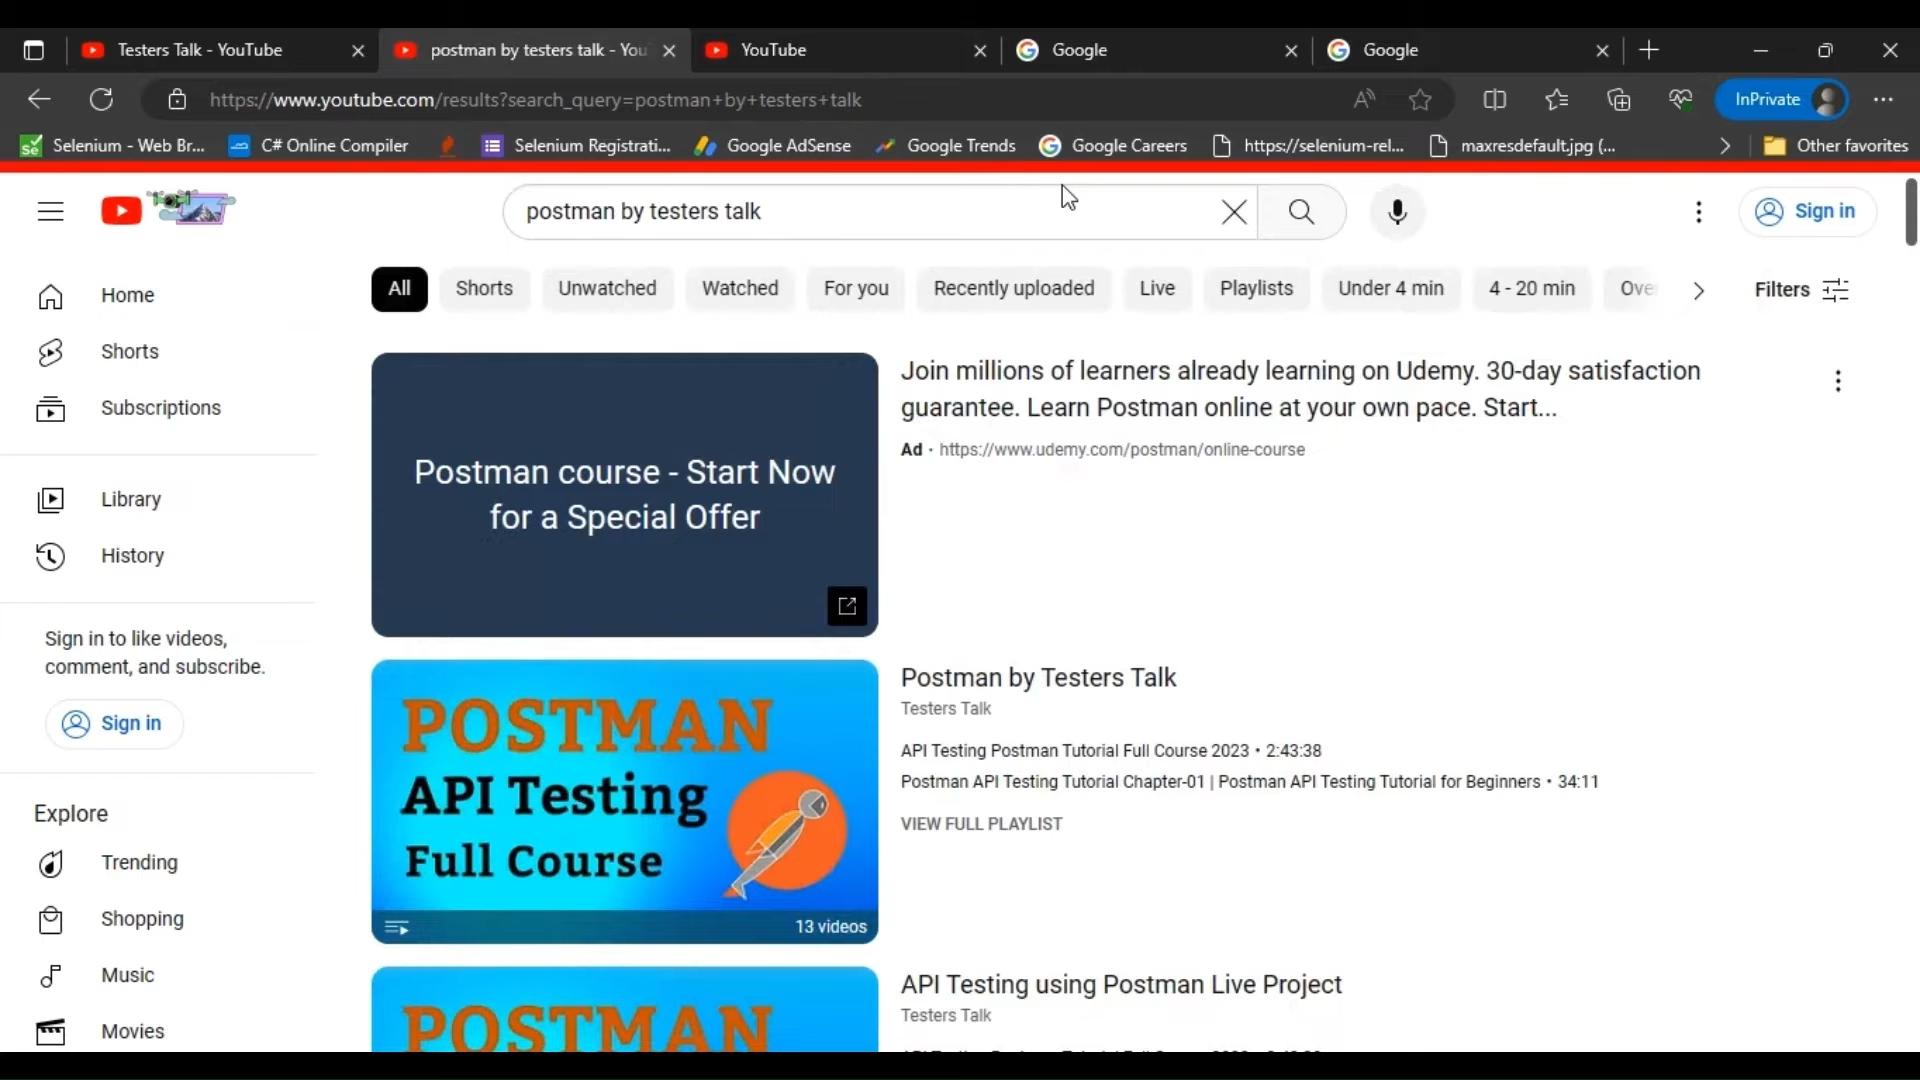 Testers Talk - YouTube
postman by testers talk - You
YouTube
Google
Google
https://www.youtube.com/results?search_query=postman+by+testers+talk
InPrivate
Selenium - Web Br...
C# Online Compiler
Selenium Registrati...
Google AdSense
Google Trends
Google Careers
https://selenium-rel...
maxresdefault.jpg (...
Other favorites
postman by testers talk
Sign in
All
Shorts
Unwatched
Watched
For you
Recently uploaded
Live
Playlists
Under 4 min
4 - 20 min
Ove
Filters
Home
Shorts
Subscriptions
Library
History
Sign in to like videos,
comment, and subscribe.
Sign in
Explore
Trending
Shopping
Music
Movies
Postman course - Start Now
for a Special Offer
Join millions of learners already learning on Udemy. 30-day satisfaction
guarantee. Learn Postman online at your own pace. Start...
Ad · https://www.udemy.com/postman/online-course
POSTMAN
API Testing
Full Course
13 videos
Postman by Testers Talk
Testers Talk
API Testing Postman Tutorial Full Course 2023 • 2:43:38
Postman API Testing Tutorial Chapter-01 | Postman API Testing Tutorial for Beginners • 34:11
VIEW FULL PLAYLIST
POSTMAN
API Testing using Postman Live Project
Testers Talk